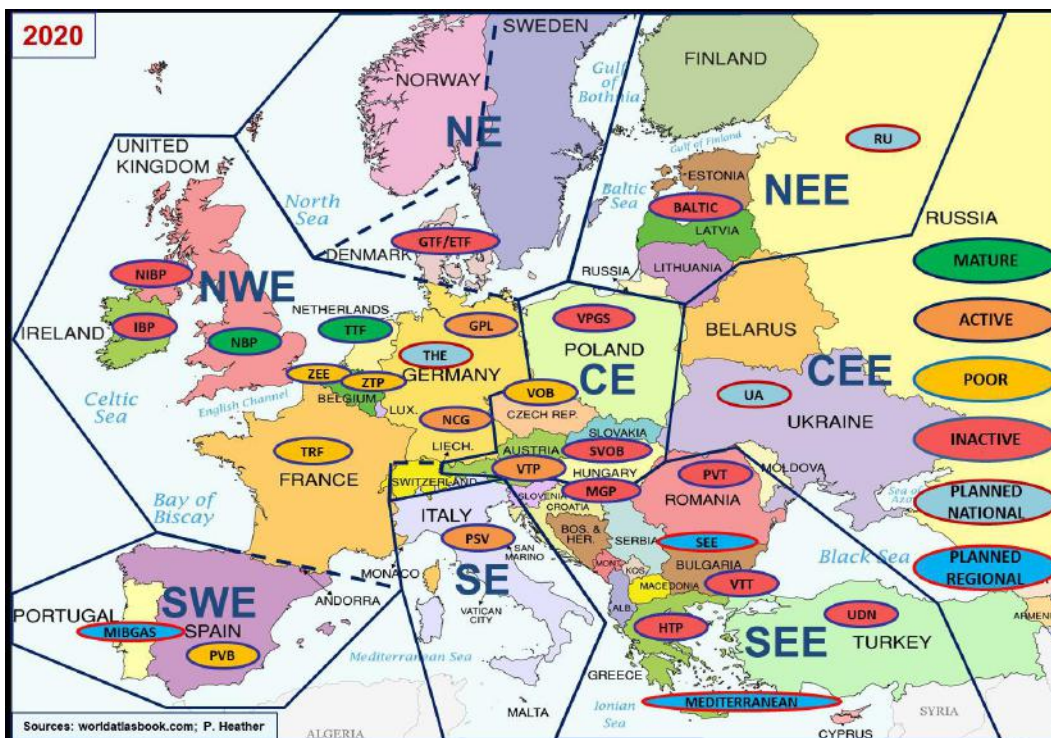 2020
SWEDEN
NORWAY
FINLAND
Gulf
of
Bothnia
NE
UNITED
KINGDOM
RU
Gulf of Finland
North
Sea
Baltic
Sea
ESTONIA
NEE
BALTIC
LATVIA
RUSSIA
GTF/ETF
DENMARK
LITHUANIA
RUSSIA
MATURE
NIBP
NWE
NETHERLANDS
IRELAND
IBP
TTF
GPL
VPGS
BELARUS
ACTIVE
NBP
THE
POLAND
GERMANY
CE
CEE
ZEE
ZTP
BELGIUM
VOB
CZECH REP.
UA
UKRAINE
POOR
Celtic
Sea
English Channel
LUX.
NCG
SLOVAKIA
INACTIVE
LIECH.
AUSTRIA
SVOB
TRF
FRANCE
VTP
HUNGARY
PVT
MOLDOVA
SWITZERLAND
MGP
ROMANIA
Sea of
Azov
PLANNED
NATIONAL
Bay of
Biscay
ITALY
SLOVENIA
CROATIA
PSV
SAN
MARINO
BOS. &
HER.
SERBIA
SEE
Black Sea
PLANNED
REGIONAL
MONACO
SE
MONT.
KOS.
BULGARIA
ANDORRA
MACEDONIA
VTT
ARMENI
PORTUGAL
SWE
VATICAN
CITY
ALB.
MIBGAS
SPAIN
HTP
UDN
TURKEY
PVB
Mediterranean Sea
SEE
GREECE
Ionian
Sea
MEDITERRANEAN
MALTA
SYRIA
Sources: worldatlasbook.com; P. Heather
ALGERIA
CYPRUS